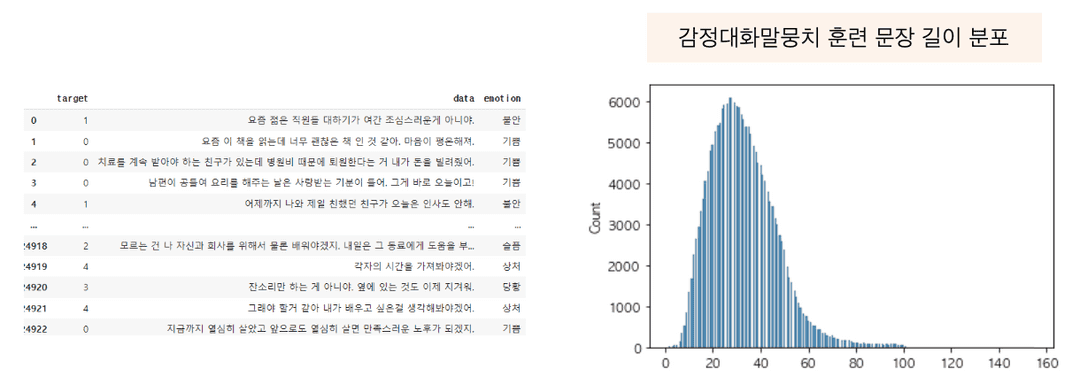 감정대화말뭉치 훈련 문장 길이 분포
target data emotion
0 1 요즘 젊은 직원들 대하기가 여간 조심스러운게 아니야. 불안
1 0 요즘 이 책을 읽는데 너무 괜찮은 책 인 것 같아. 마음이 평온해져. 기쁨
2 0 치료를 계속 받아야 하는 친구가 있는데 병원비 때문에 퇴원한다는 거 내가 돈을 빌려줬어. 기쁨
3 0 남편이 공들여 요리를 해주는 날은 사랑받는 기분이 들어. 그게 바로 오늘이고! 기쁨
4 1 어제까지 나와 제일 친했던 친구가 오늘은 인사도 안해. 불안
... ... ... ...
24918 2 모르는 건 나 자신과 회사를 위해서 물론 배워야겠지. 내일은 그 동료에게 도움을 부... 슬픔
24919 4 각자의 시간을 가져봐야겠어. 상처
24920 3 잔소리만 하는 게 아니야. 옆에 있는 것도 이제 지겨워. 당황
24921 4 그래야 할거 같아 내가 배우고 싶은걸 생각해봐야겠어. 상처
24922 0 지금까지 열심히 살았고 앞으로도 열심히 살면 만족스러운 노후가 되겠지. 기쁨
Count
6000
5000
4000
3000
2000
1000
0
0 20 40 60 80 100 120 140 160